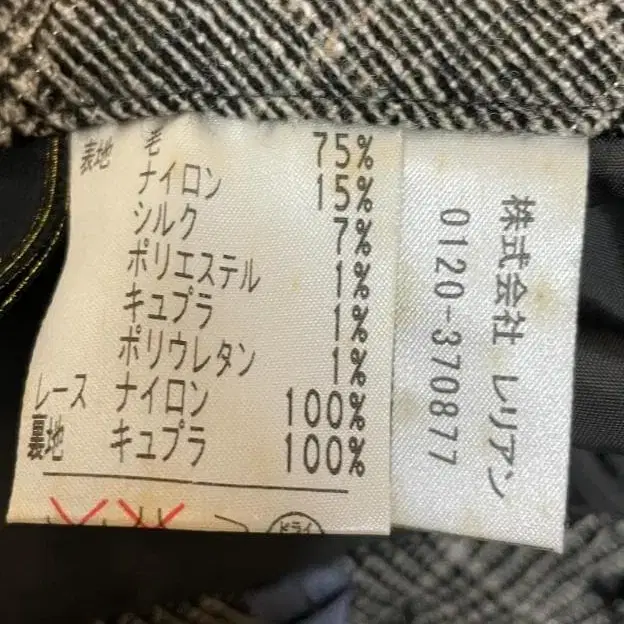 表地 毛 75%
ナイロン 15%
シルク 7%
ポリエステル 1%
キュプラ 1%
ポリウレタン 1%
レース ナイロン 100%
裏地 キュプラ 100%
ドライ
株式会社 レリアン
0120-370877